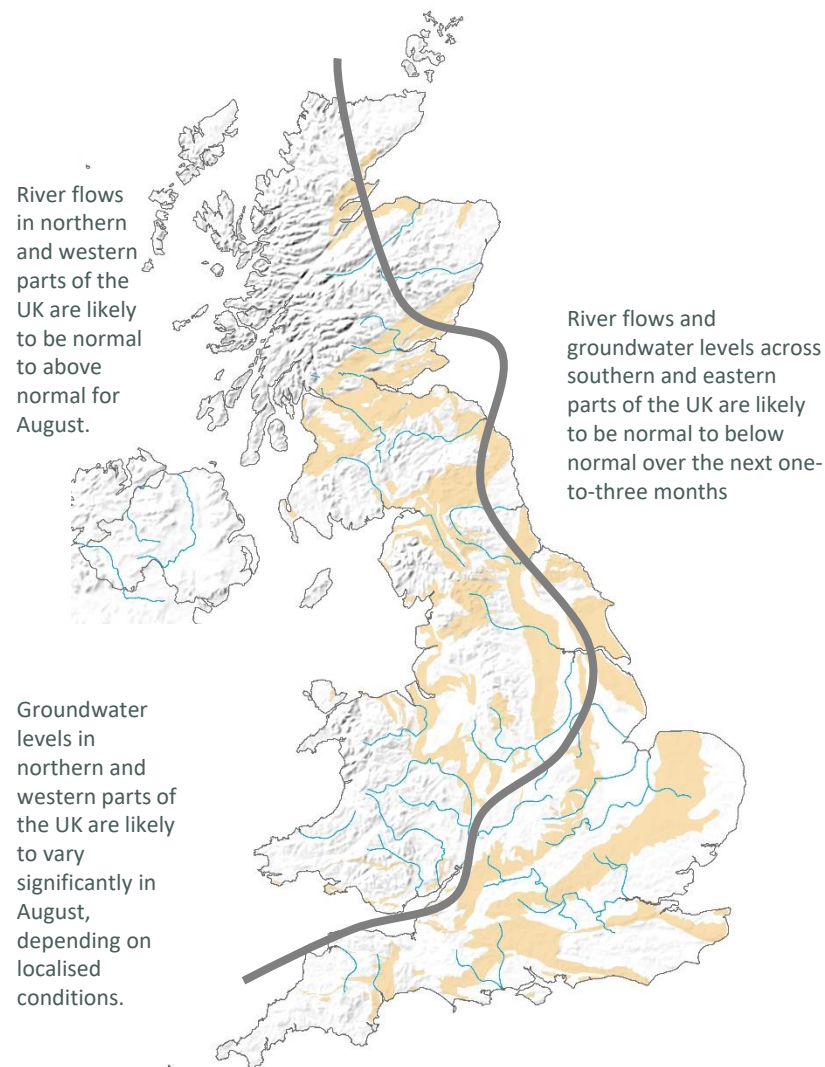 River flows
in northern
and western
parts of the
UK are likely
to be normal
to above
normal for
August.
River flows and
groundwater levels across
southern and eastern
parts of the UK are likely
to be normal to below
normal over the next one-
to-three months
Groundwater
levels in
northern and
western parts of
the UK are likely
to vary
significantly in
August,
depending on
localised
conditions.